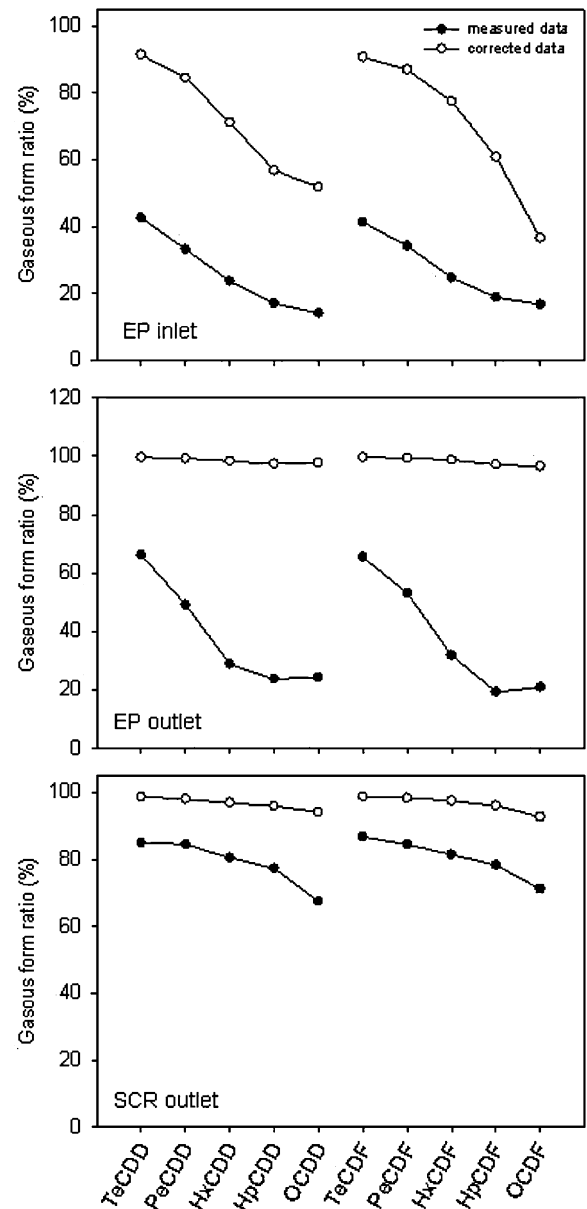 100
80
60
40
20
0
Gaseous form ratio (%)
measured data
corrected data
EP inlet
120
100
80
60
40
20
0
Gaseous form ratio (%)
EP outlet
100
80
60
40
20
0
Gasous form ratio (%)
SCR outlet
TeCDD
PeCDD
HxCDD
HpCDD
OCDD
TeCDF
PeCDF
HxCDF
HpCDF
OCDF